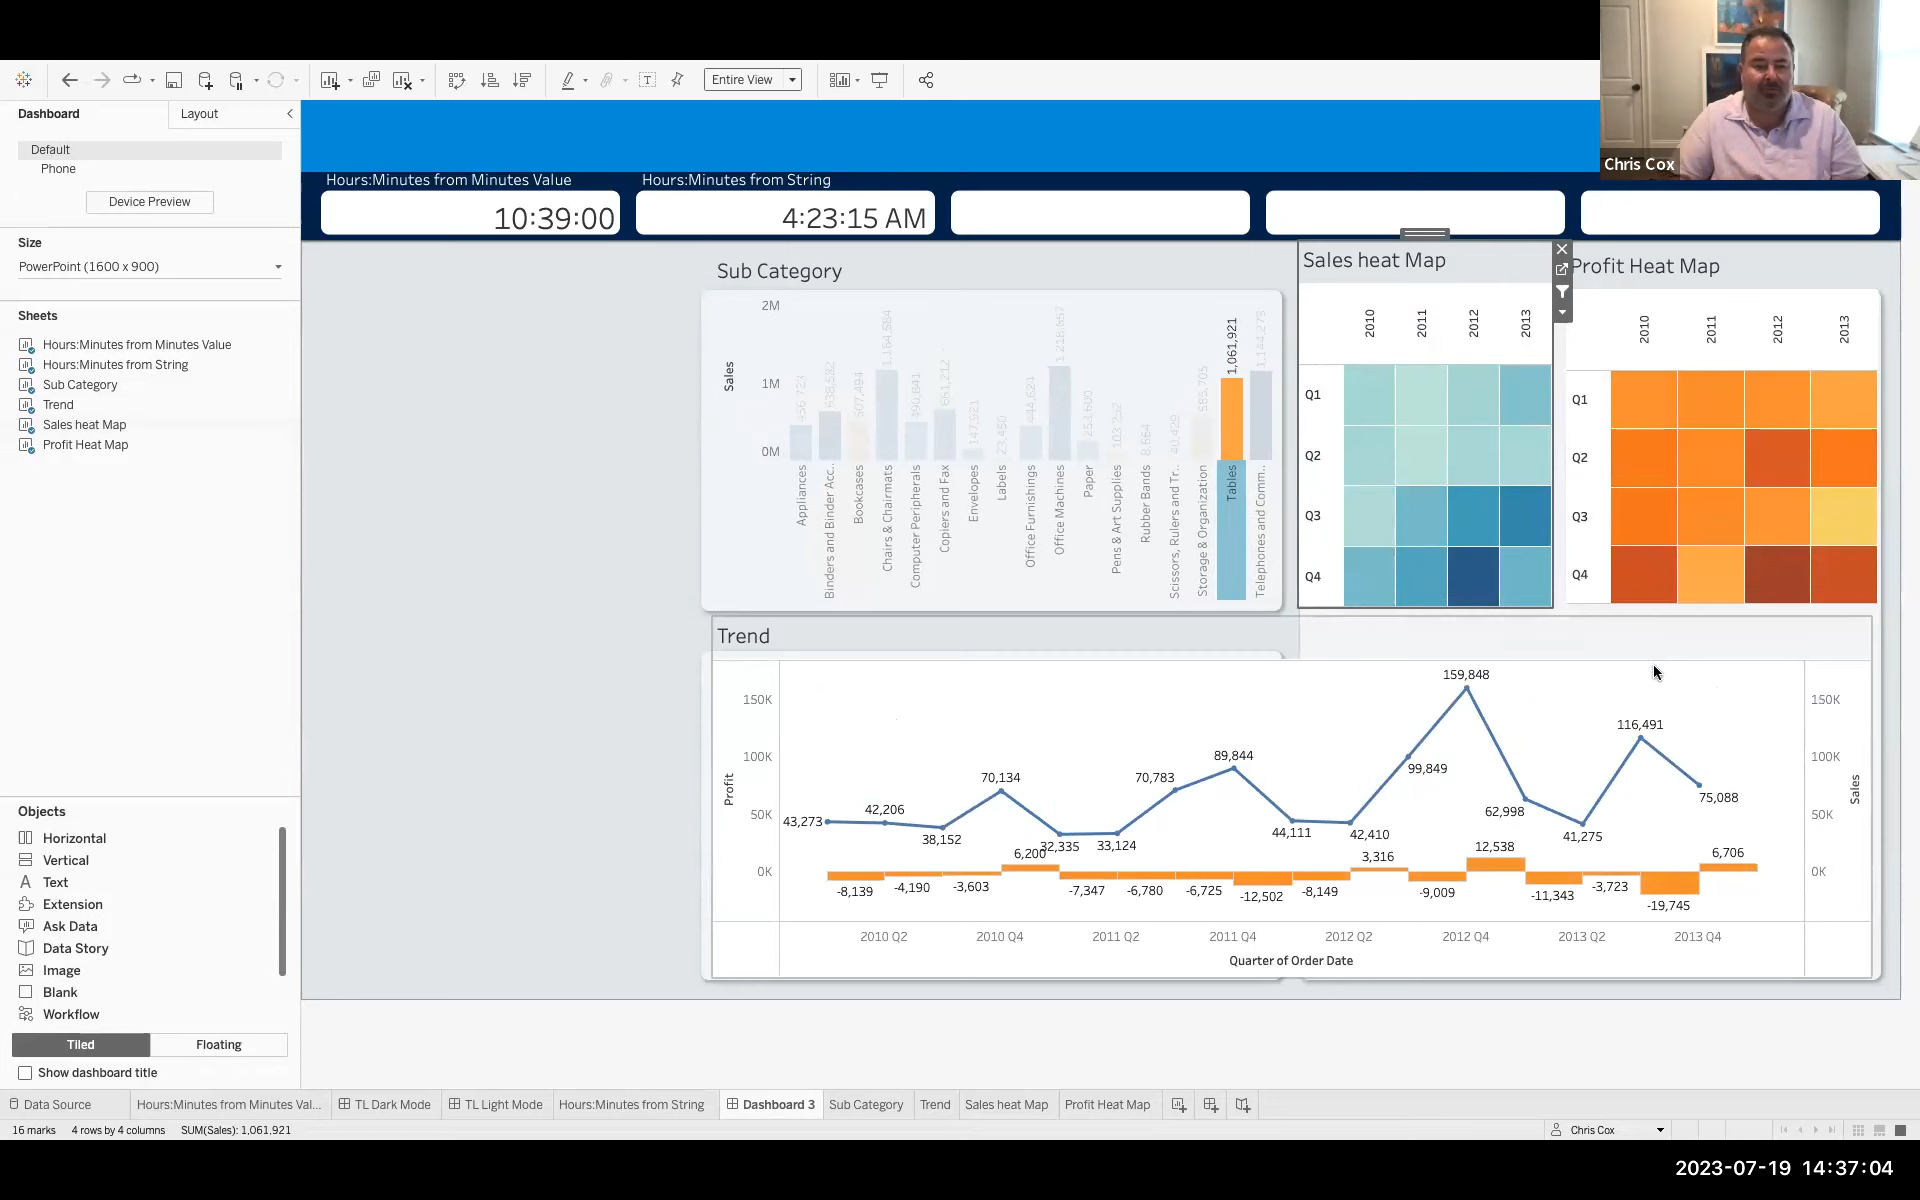 Entire View
Chris Cox
Dashboard
Layout
Default
Phone
Device Preview
Size
PowerPoint (1600 x 900)
Sheets
Hours:Minutes from Minutes Value
Hours:Minutes from String
Sub Category
Trend
Sales heat Map
Profit Heat Map
Objects
Horizontal
Vertical
Text
Extension
Ask Data
Data Story
Image
Blank
Workflow
Tiled
Floating
Show dashboard title
Hours:Minutes from Minutes Value
Hours:Minutes from String
10:39:00
4:23:15 AM
Sub Category
2M
1M
0M
Sales
1,164,584
1,061,921
1,144,273
Appliances
Binders and Binder Acc..
Bookcases
Chairs & Chairmats
Computer Peripherals
Copiers and Fax
Envelopes
Labels
Office Furnishings
Office Machines
Paper
Pens & Art Supplies
Rubber Bands
Scissors, Rulers and Tr..
Storage & Organization
Tables
Telephones and Comm..
Sales heat Map
2010 2011 2012 2013
Q1
Q2
Q3
Q4
Profit Heat Map
2010 2011 2012 2013
Q1
Q2
Q3
Q4
Trend
Profit
150K
100K
50K
0K
43,273
42,206
38,152
70,134
32,335
33,124
70,783
89,844
44,111
42,410
99,849
159,848
62,998
41,275
116,491
75,088
-8,139
-4,190
-3,603
6,200
-7,347
-6,780
-6,725
-12,502
-8,149
3,316
-9,009
12,538
-11,343
-3,723
-19,745
6,706
150K
100K
50K
0K
Sales
2010 Q2 2010 Q4 2011 Q2 2011 Q4 2012 Q2 2012 Q4 2013 Q2 2013 Q4
Quarter of Order Date
Data Source
Hours:Minutes from Minutes Val...
TL Dark Mode
TL Light Mode
Hours:Minutes from String
Dashboard 3
Sub Category
Trend
Sales heat Map
Profit Heat Map
16 marks 4 rows by 4 columns SUM(Sales): 1,061,921
Chris Cox
2023-07-19 14:37:04